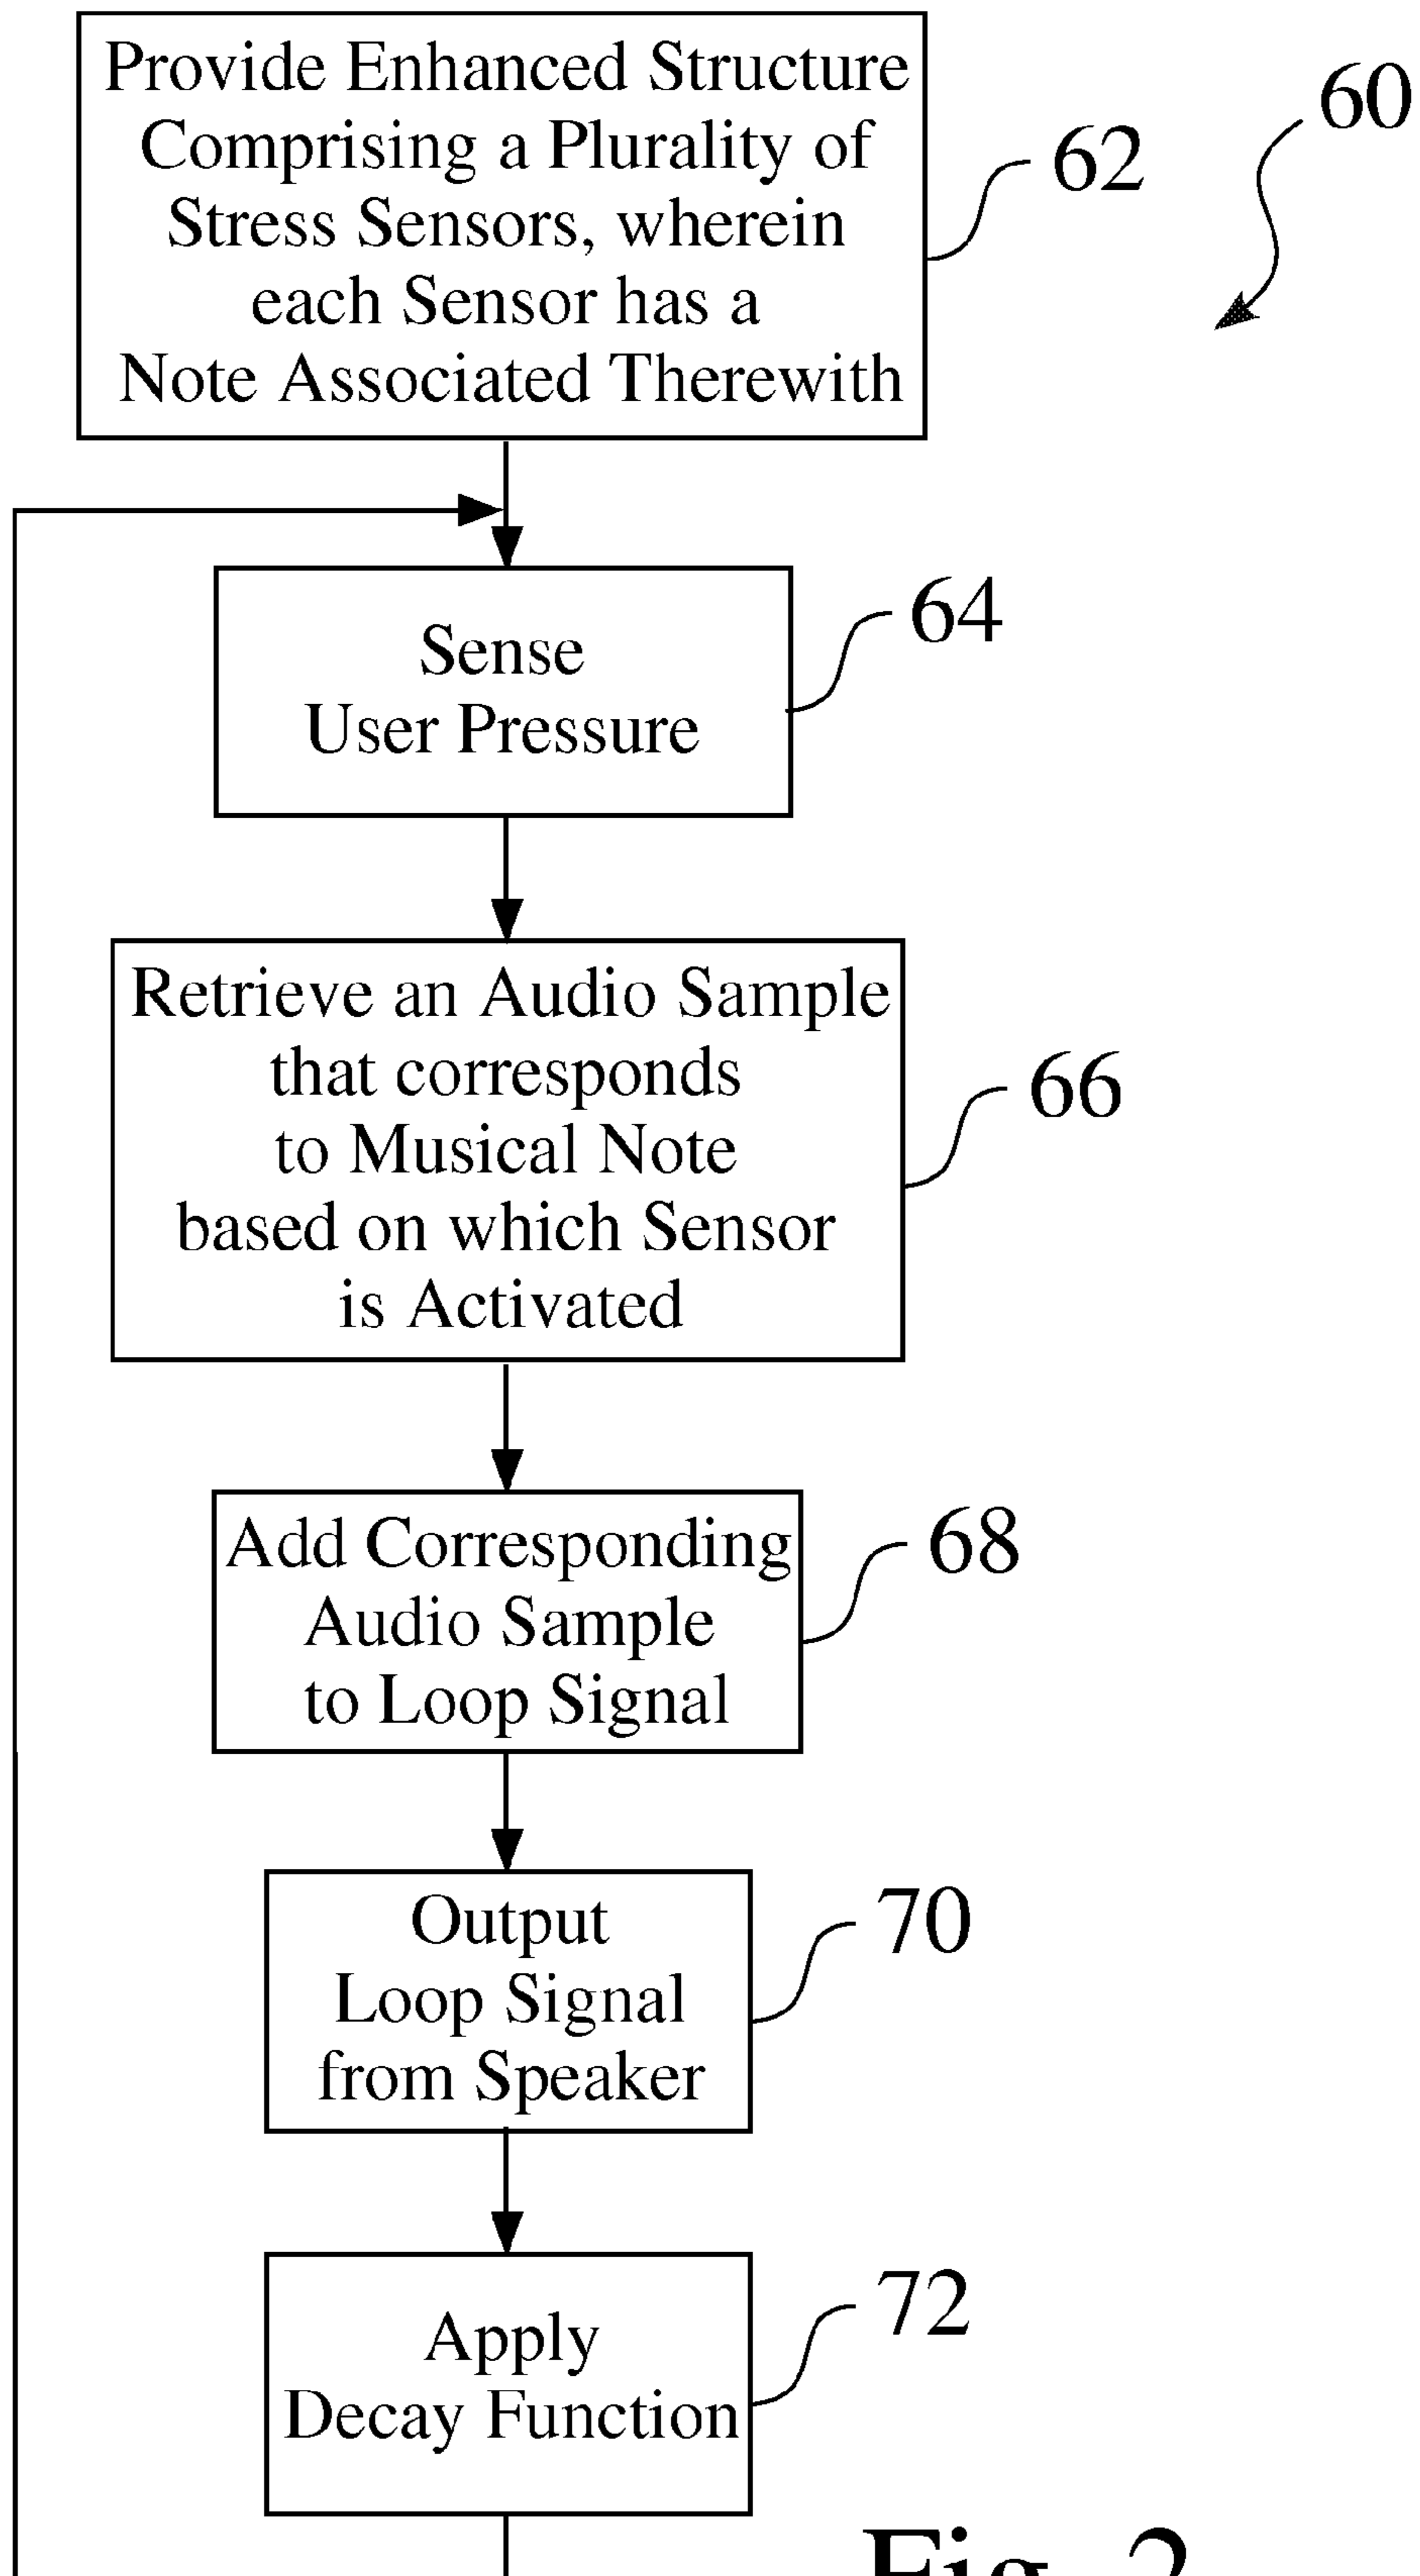 Provide Enhanced Structure
Comprising a Plurality of
Stress Sensors, wherein
each Sensor has a
Note Associated Therewith
62
60
Sense
User Pressure
64
Retrieve an Audio Sample
that corresponds
to Musical Note
based on which Sensor
is Activated
66
Add Corresponding
Audio Sample
to Loop Signal
68
Output
Loop Signal
from Speaker
70
Apply
Decay Function
72
Fig. 2